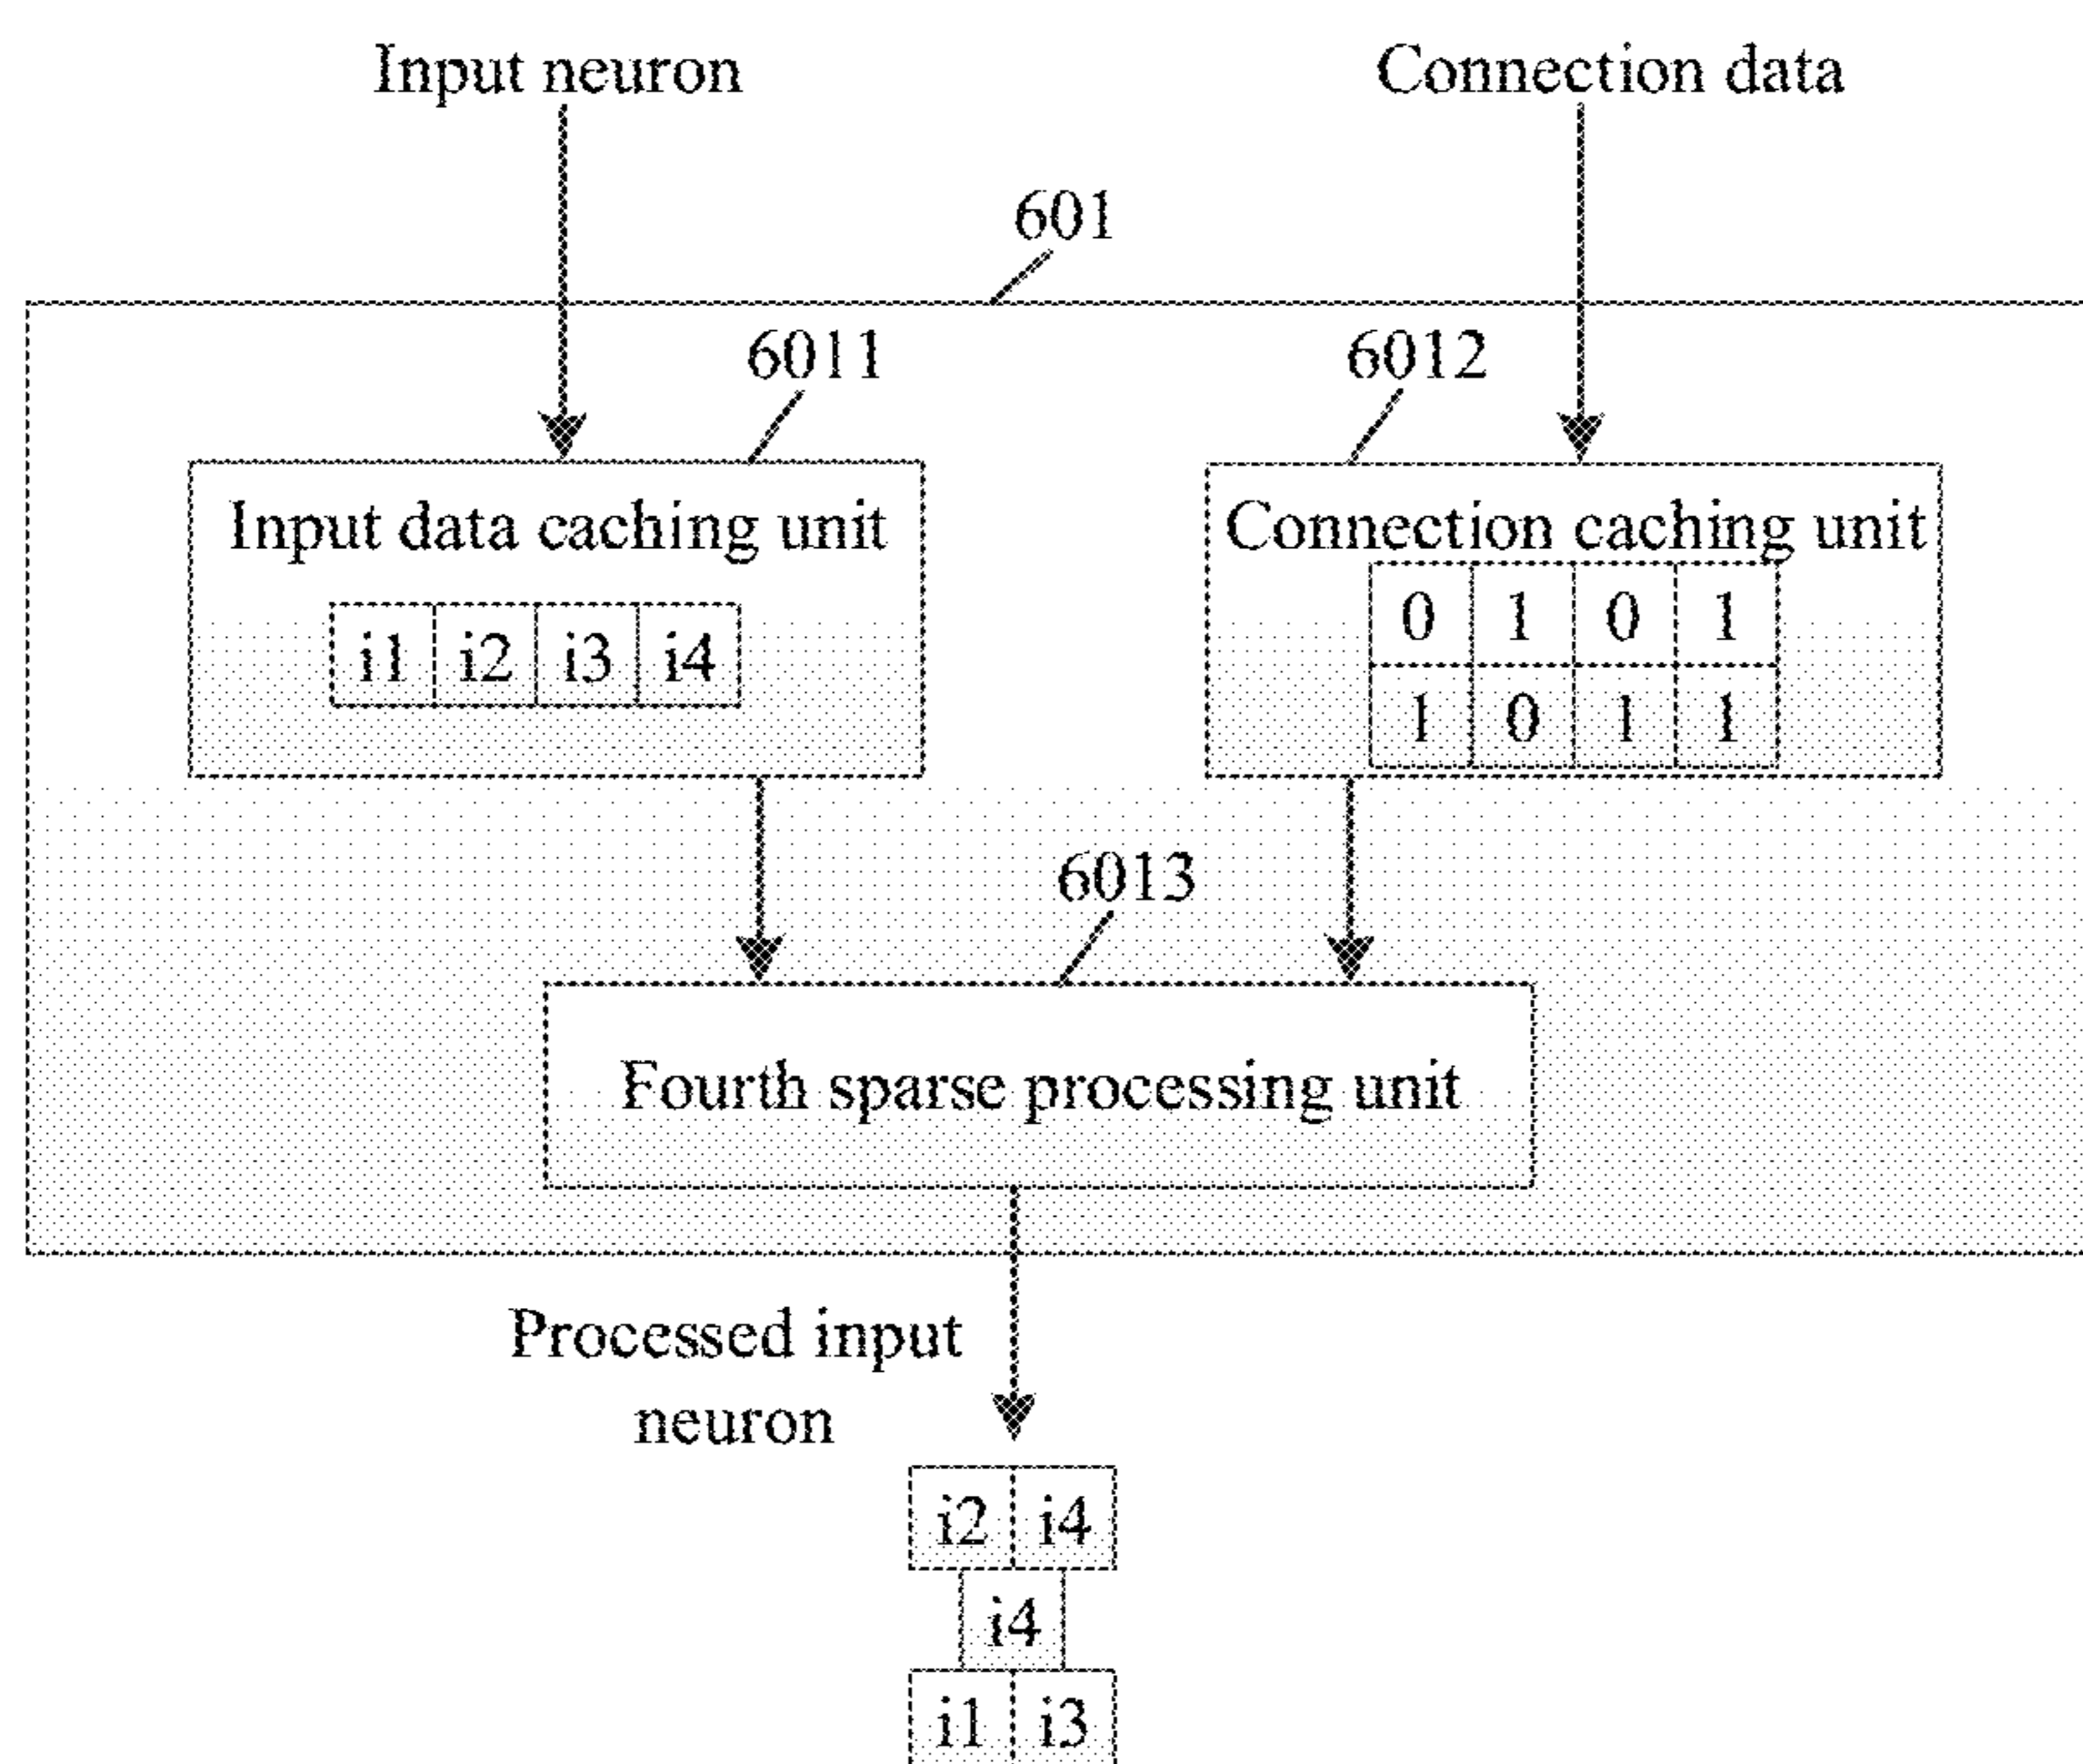 Input neuron
Connection data
601
6011
6012
Input data caching unit
Connection caching unit
i1 i2 i3 i4
0 1 0 1
1 0 1 1
6013
Fourth sparse processing unit
Processed input
neuron
i2 i4
i4
i1 i3